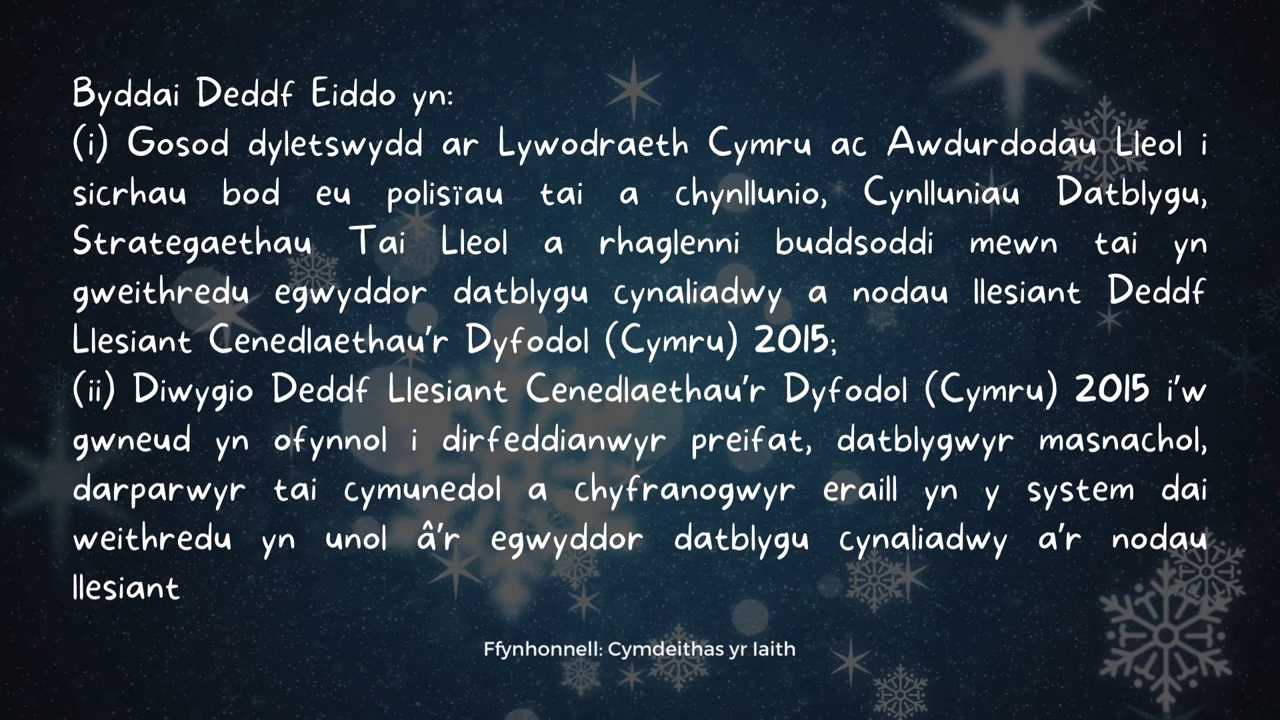 Byddai Deddf Eiddo yn:
(i) Gosod dyletswydd ar Lywodraeth Cymru ac Awdurdodau Lleol i
sicrhau bod eu polisïau tai a chynllunio, Cynlluniau Datblygu,
Strategaethau Tai Lleol a rhaglenni buddsoddi mewn tai yn
gweithredu egwyddor datblygu cynaliadwy a nodau llesiant Deddf
Llesiant Cenedlaethau'r Dyfodol (Cymru) 2015;
(ii) Diwygio Deddf Llesiant Cenedlaethau'r Dyfodol (Cymru) 2015 i'w
gwneud yn ofynnol i dirfeddianwyr preifat, datblygwyr masnachol,
darparwyr tai cymunedol a chyfranogwyr eraill yn y system dai
weithredu yn unol â'r egwyddor datblygu cynaliadwy a'r nodau
llesiant
Ffynhonnell: Cymdeithas yr Iaith